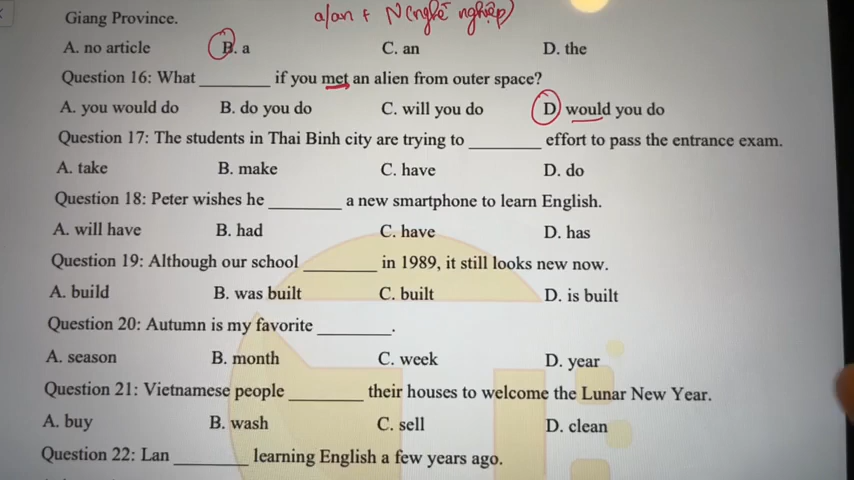 Giang Province.
a/an + N (nghề nghiệp)
A. no article B. a C. an D. the
Question 16: What ________ if you met an alien from outer space?
A. you would do B. do you do C. will you do D would you do
Question 17: The students in Thai Binh city are trying to ________ effort to pass the entrance exam.
A. take B. make C. have D. do
Question 18: Peter wishes he ________ a new smartphone to learn English.
A. will have B. had C. have D. has
Question 19: Although our school ________ in 1989, it still looks new now.
A. build B. was built C. built D. is built
Question 20: Autumn is my favorite ________.
A. season B. month C. week D. year
Question 21: Vietnamese people ________ their houses to welcome the Lunar New Year.
A. buy B. wash C. sell D. clean
Question 22: Lan ________ learning English a few years ago.